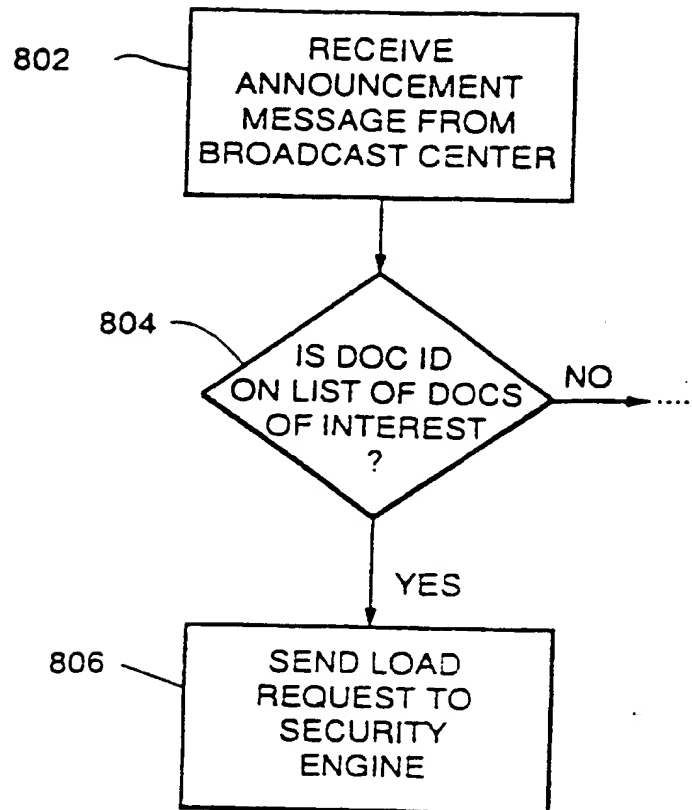 802
RECEIVE
ANNOUNCEMENT
MESSAGE FROM
BROADCAST CENTER
804
IS DOC ID
ON LIST OF DOCS
OF INTEREST
?
NO
....
YES
806
SEND LOAD
REQUEST TO
SECURITY
ENGINE